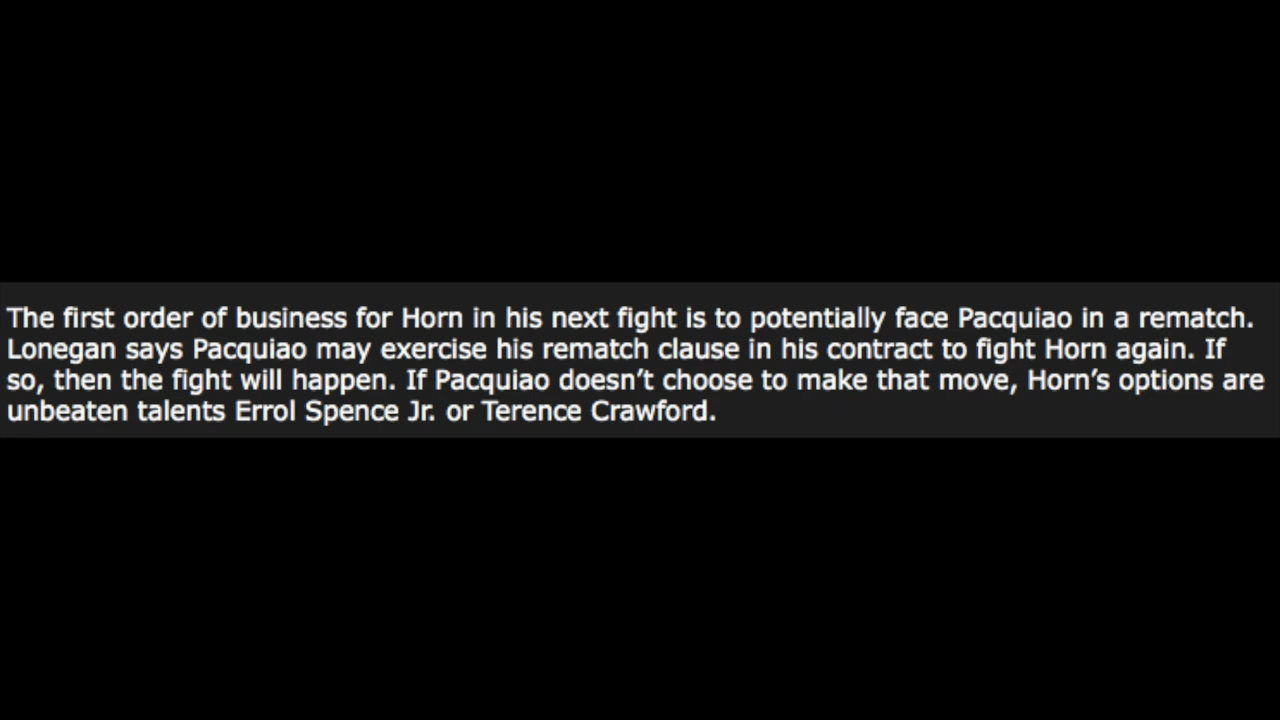 The first order of business for Horn in his next fight is to potentially face Pacquiao in a rematch.
Lonegan says Pacquiao may exercise his rematch clause in his contract to fight Horn again. If
so, then the fight will happen. If Pacquiao doesn’t choose to make that move, Horn’s options are
unbeaten talents Errol Spence Jr. or Terence Crawford.